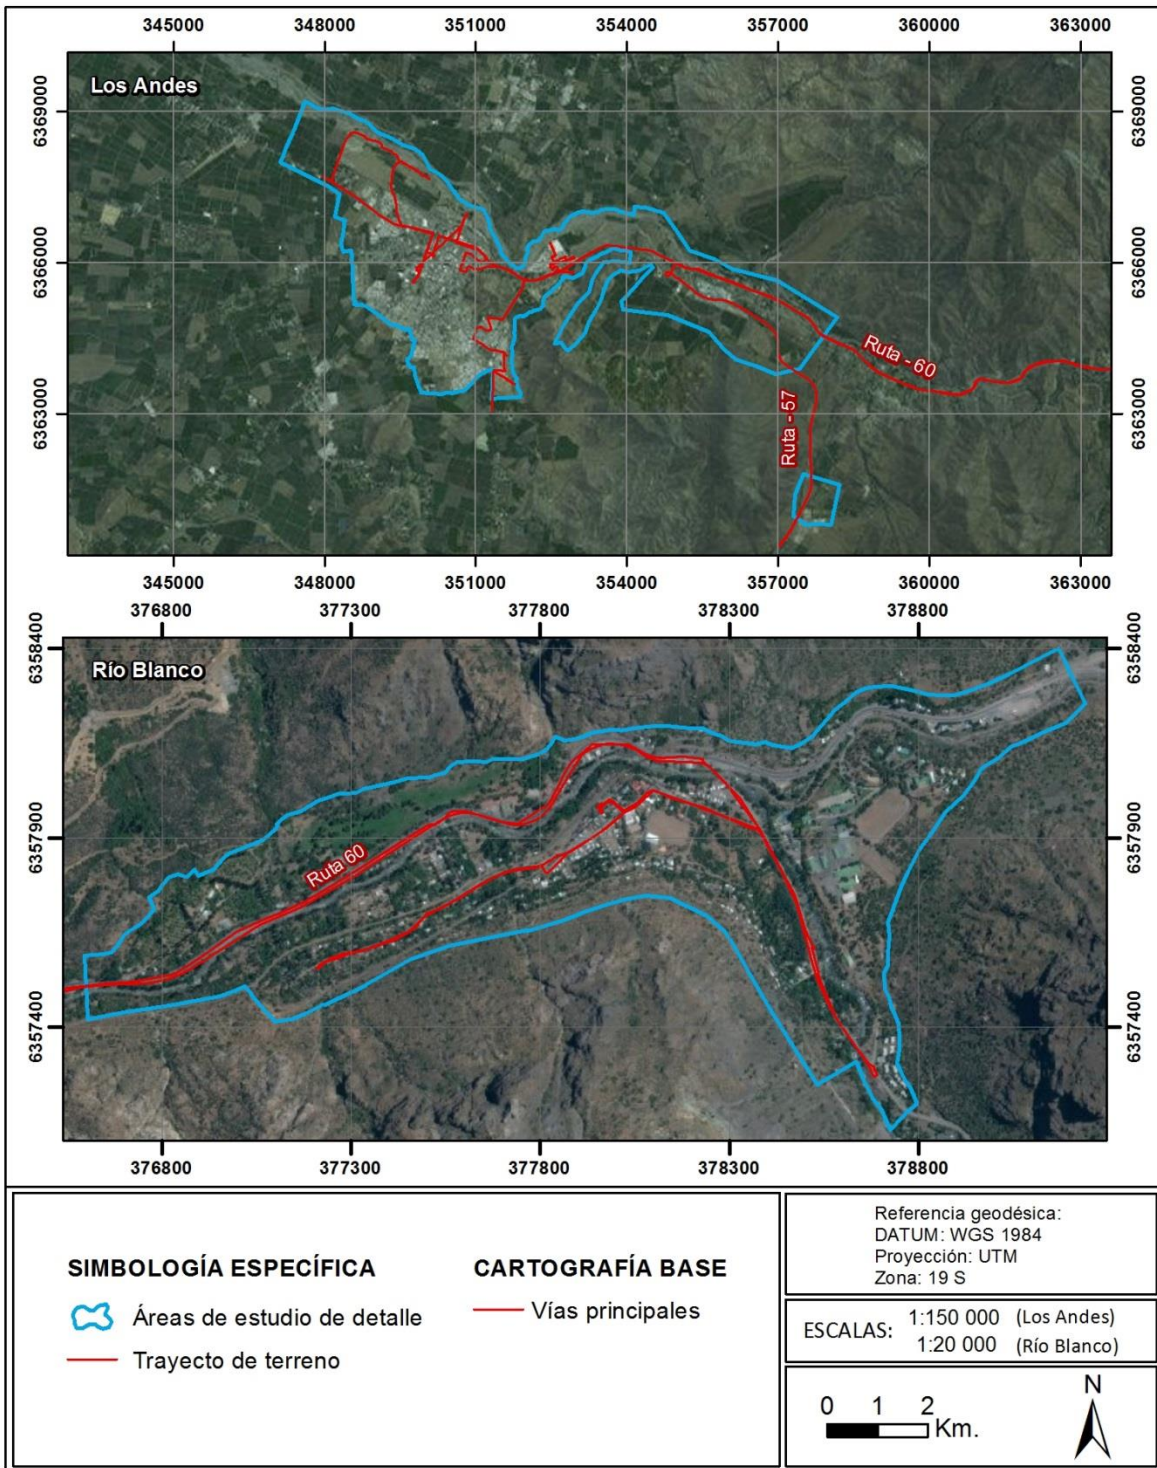 345000 348000 351000 354000 357000 360000 363000
Los Andes
6369000 6369000
6366000 6366000
6363000 6363000
Ruta - 60
Ruta - 57
345000 348000 351000 354000 357000 360000 363000
376800 377300 377800 378300 378800
Río Blanco
6358400 6358400
6357900 6357900
6357400 6357400
Ruta 60
376800 377300 377800 378300 378800
SIMBOLOGÍA ESPECÍFICA
Áreas de estudio de detalle
Trayecto de terreno
CARTOGRAFÍA BASE
Vías principales
Referencia geodésica:
DATUM: WGS 1984
Proyección: UTM
Zona: 19 S
ESCALAS: 1:150 000 (Los Andes)
1:20 000 (Río Blanco)
0 1 2
Km.
N